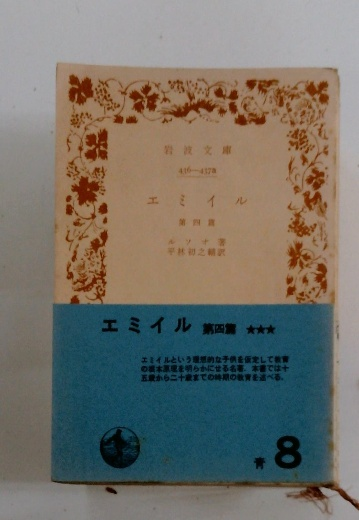 岩波文庫
436—437B
エミイル
第四篇
ルソオ著
平林初之輔訳
エミイル 第四篇 ★★★
エミイルという理想的な子供を仮定して教育
の根本原理を明らかにせる名著。本書では十
五歳から二十歳までの時期の教育を述べる。
青 8